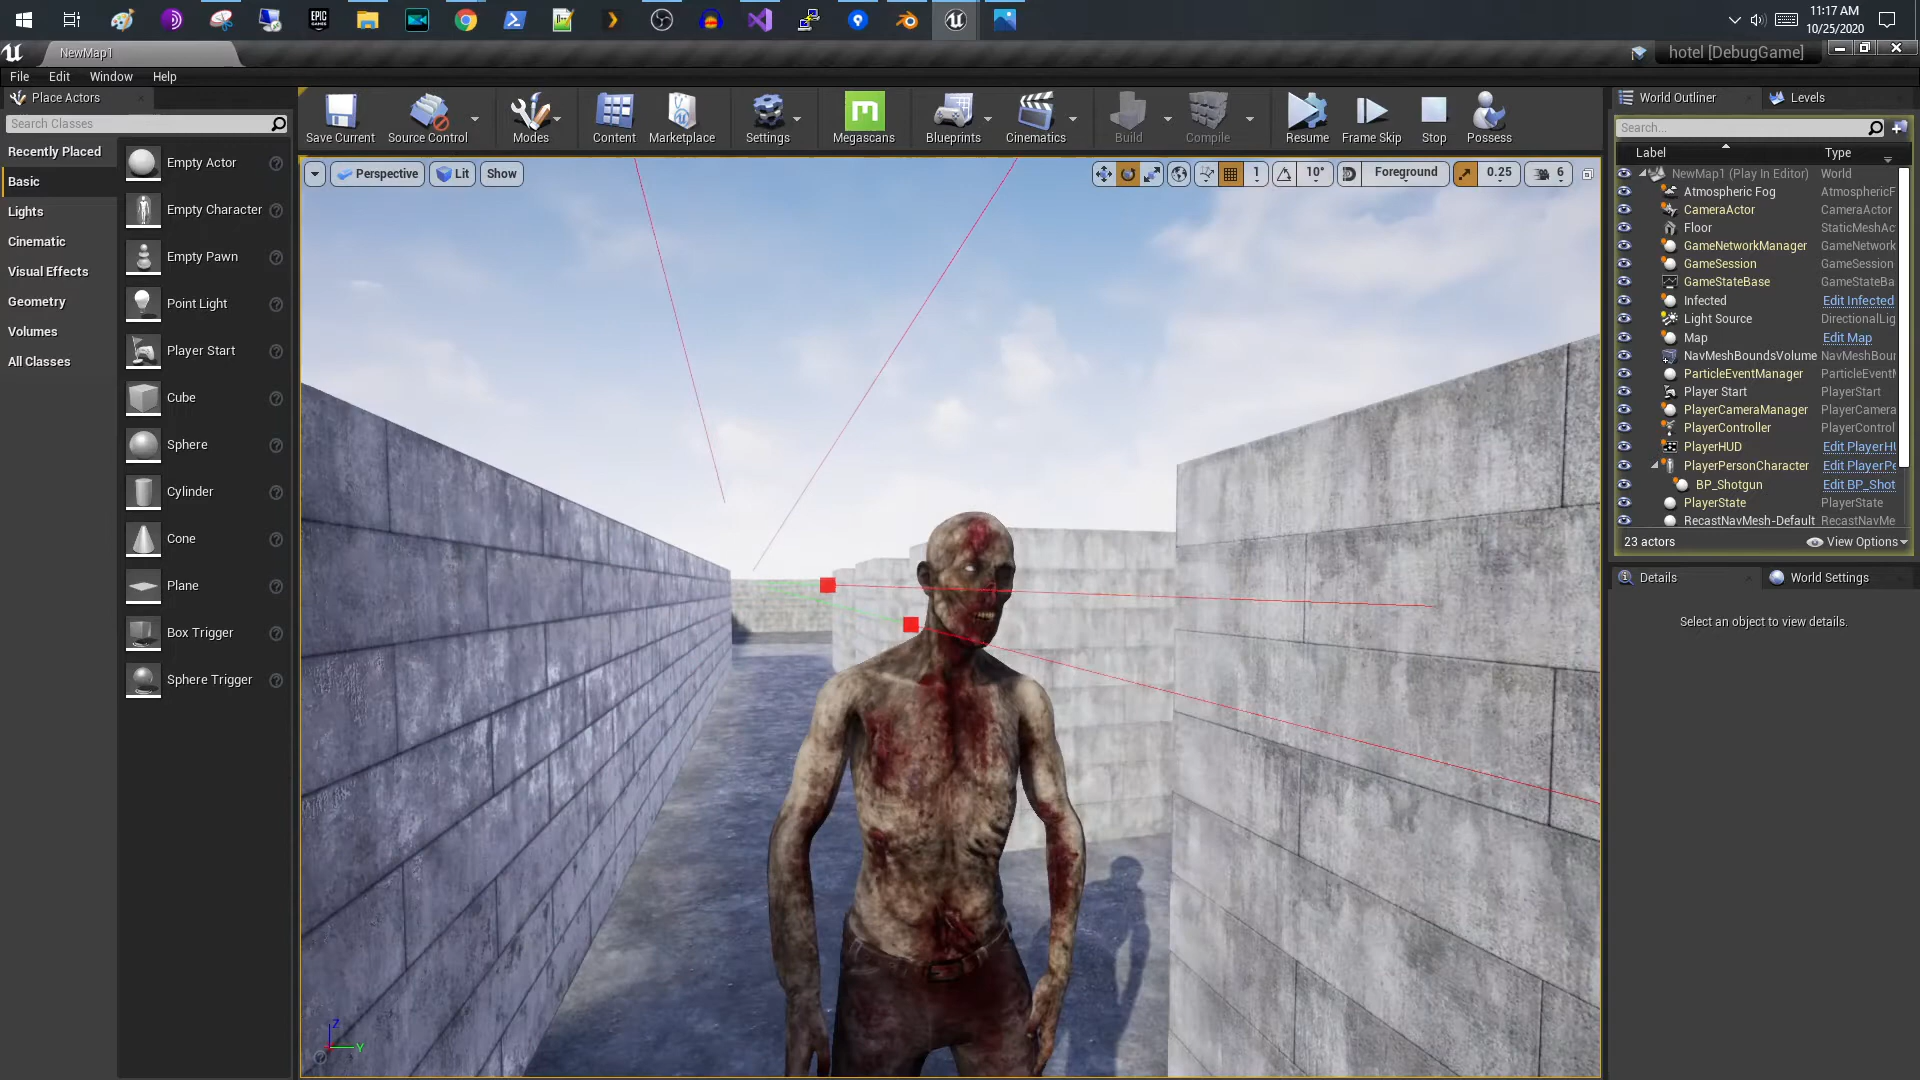 11:17 AM
10/25/2020
NewMap1
hotel [DebugGame]
File Edit Window Help
Place Actors
Search Classes
Recently Placed
Basic
Lights
Cinematic
Visual Effects
Geometry
Volumes
All Classes
Empty Actor
Empty Character
Empty Pawn
Point Light
Player Start
Cube
Sphere
Cylinder
Cone
Plane
Box Trigger
Sphere Trigger
Save Current Source Control Modes Content Marketplace Settings Megascans Blueprints Cinematics Build Compile Resume Frame Skip Stop Possess
EPIC GAMES
Perspective Lit Show 1 10° Foreground 0.25 6
Z
Y
World Outliner Levels
Search...
Label Type
NewMap1 (Play In Editor) World
Atmospheric Fog AtmosphericF
CameraActor CameraActor
Floor StaticMeshAc
GameNetworkManager GameNetwork
GameSession GameSession
GameStateBase GameStateBa
Infected Edit Infected
Light Source DirectionalLig
Map Edit Map
NavMeshBoundsVolume NavMeshBoun
ParticleEventManager ParticleEventM
Player Start PlayerStart
PlayerCameraManager PlayerCamera
PlayerController PlayerControl
PlayerHUD Edit PlayerHU
PlayerPersonCharacter Edit PlayerPe
BP_Shotgun Edit BP_Shot
PlayerState PlayerState
RecastNavMesh-Default RecastNavMe
23 actors View Options
Details World Settings
Select an object to view details.